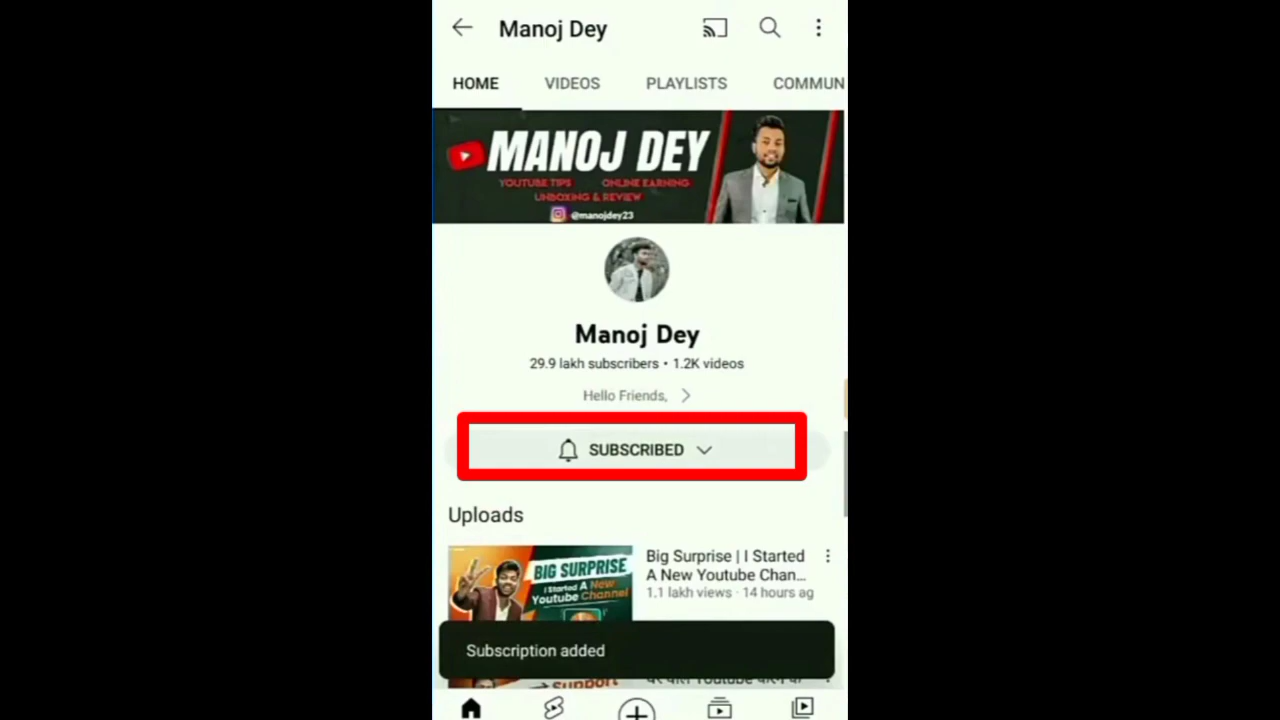 Manoj Dey
HOME VIDEOS PLAYLISTS COMMUN
MANOJ DEY
YOUTUBE TIPS ONLINE EARNING
UNBOXING & REVIEW
@manojdey23
Manoj Dey
29.9 lakh subscribers • 1.2K videos
Hello Friends,
SUBSCRIBED
Uploads
BIG SURPRISE
I Started A New
Youtube Channel
Big Surprise | I Started
A New Youtube Chan...
1.1 lakh views · 14 hours ag
Subscription added